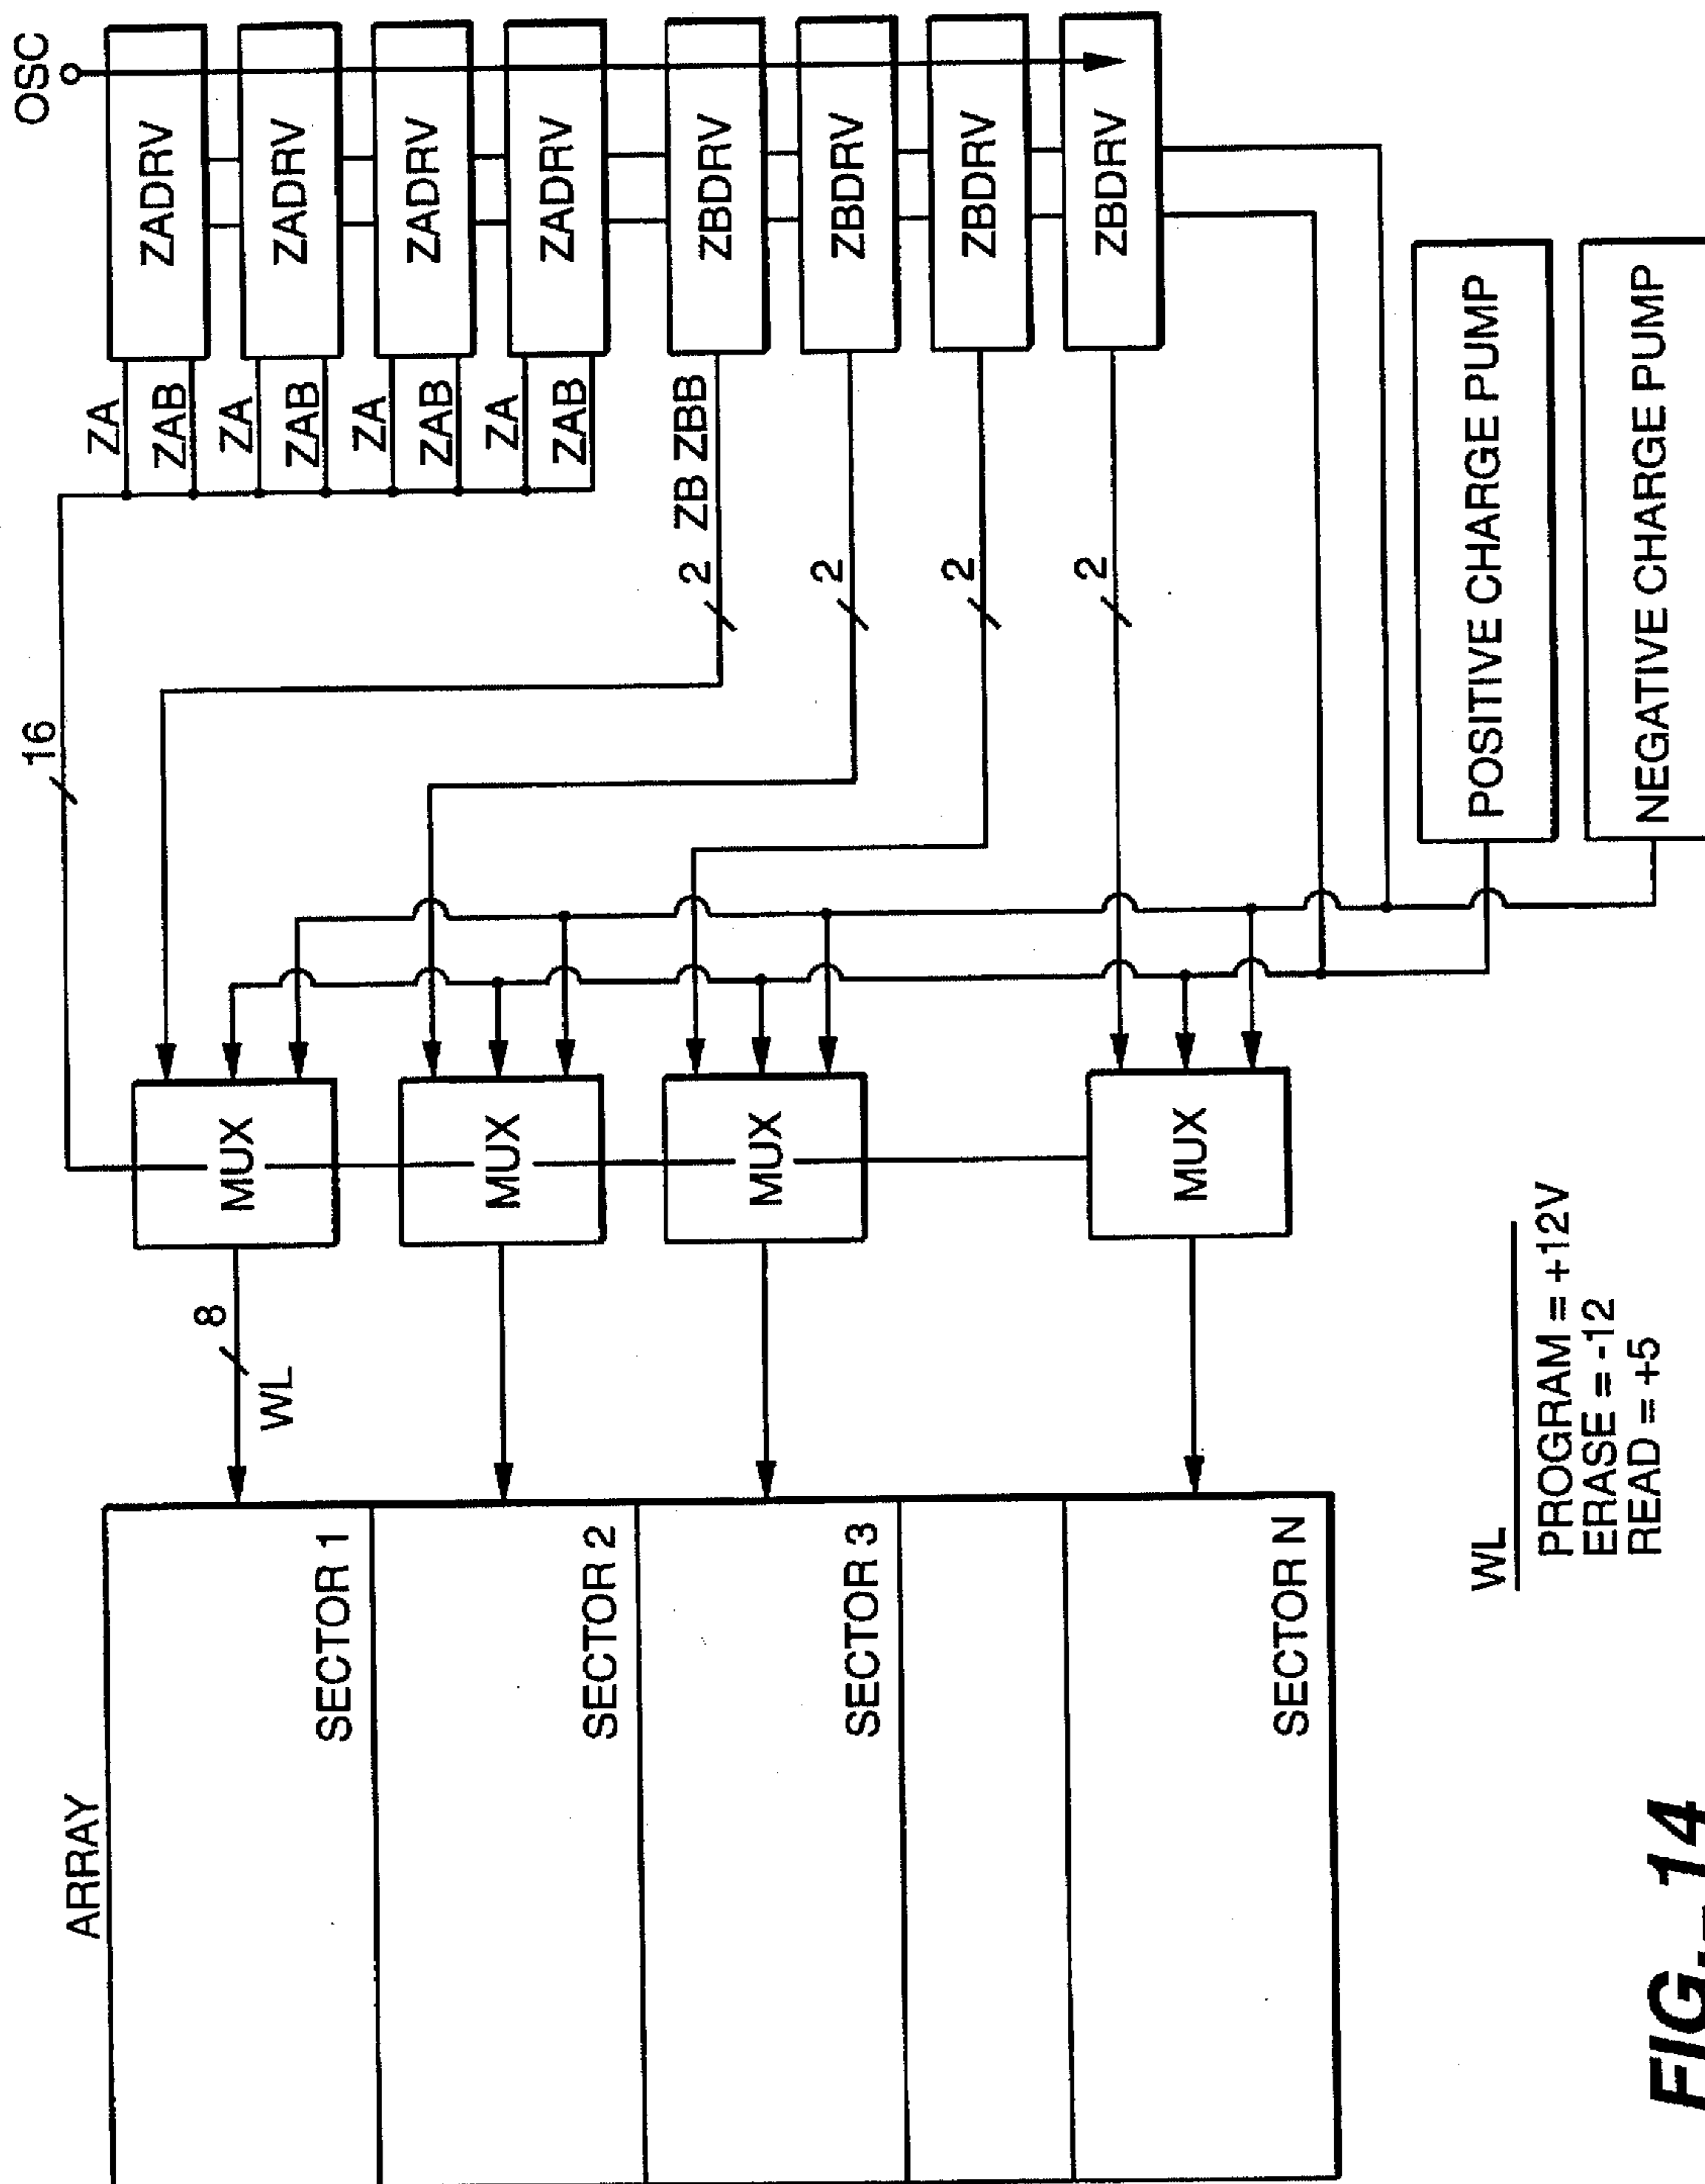 OSC
ZADRV
ZADRV
ZADRV
ZADRV
ZBDRV
ZBDRV
ZBDRV
ZBDRV
ZA
ZAB
ZA
ZAB
ZA
ZAB
ZA
ZAB
ZB ZBB
2
2
2
2
16
POSITIVE CHARGE PUMP
NEGATIVE CHARGE PUMP
MUX
MUX
MUX
MUX
8
WL
ARRAY
SECTOR 1
SECTOR 2
SECTOR 3
SECTOR N
WL
PROGRAM = +12V
ERASE = -12
READ = +5
FIG._14